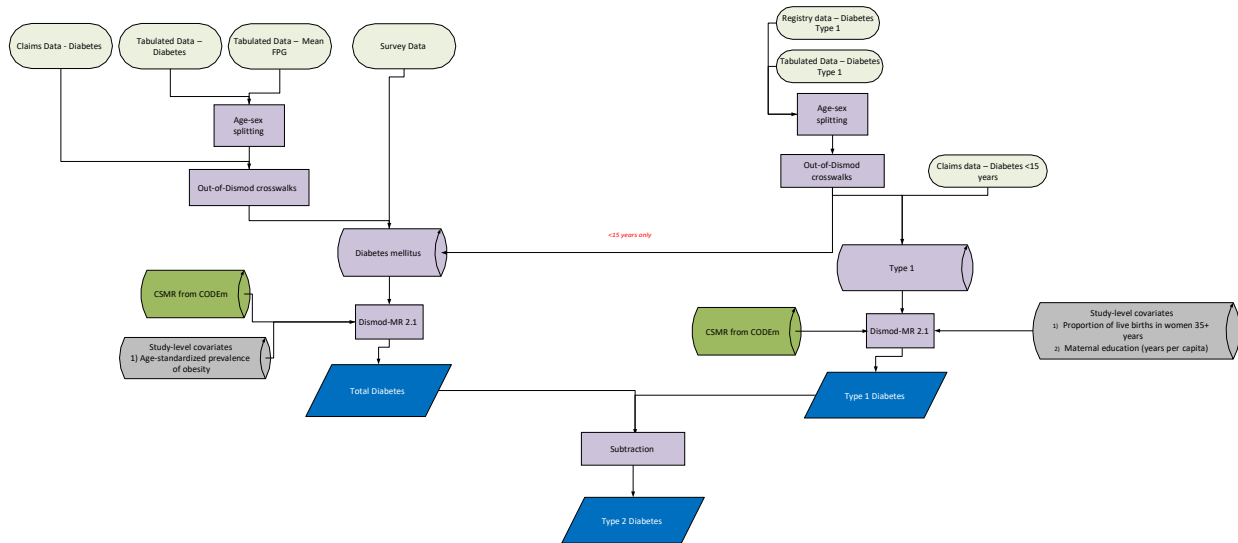 Registry data – Diabetes
Type 1
Claims Data - Diabetes
Tabulated Data –
Diabetes
Tabulated Data – Mean
FPG
Survey Data
Tabulated Data – Diabetes
Type 1
Age-sex
splitting
Age-sex
splitting
Out-of-Dismod crosswalks
Out-of-Dismod
crosswalks
Claims data – Diabetes <15
years
<15 years only
Diabetes mellitus
Type 1
CSMR from CODEm
Dismod-MR 2.1
Study-level covariates
1) Age-standardized prevalence
of obesity
CSMR from CODEm
Dismod-MR 2.1
Study-level covariates
1) Proportion of live births in women 35+
years
2) Maternal education (years per capita)
Total Diabetes
Type 1 Diabetes
Subtraction
Type 2 Diabetes